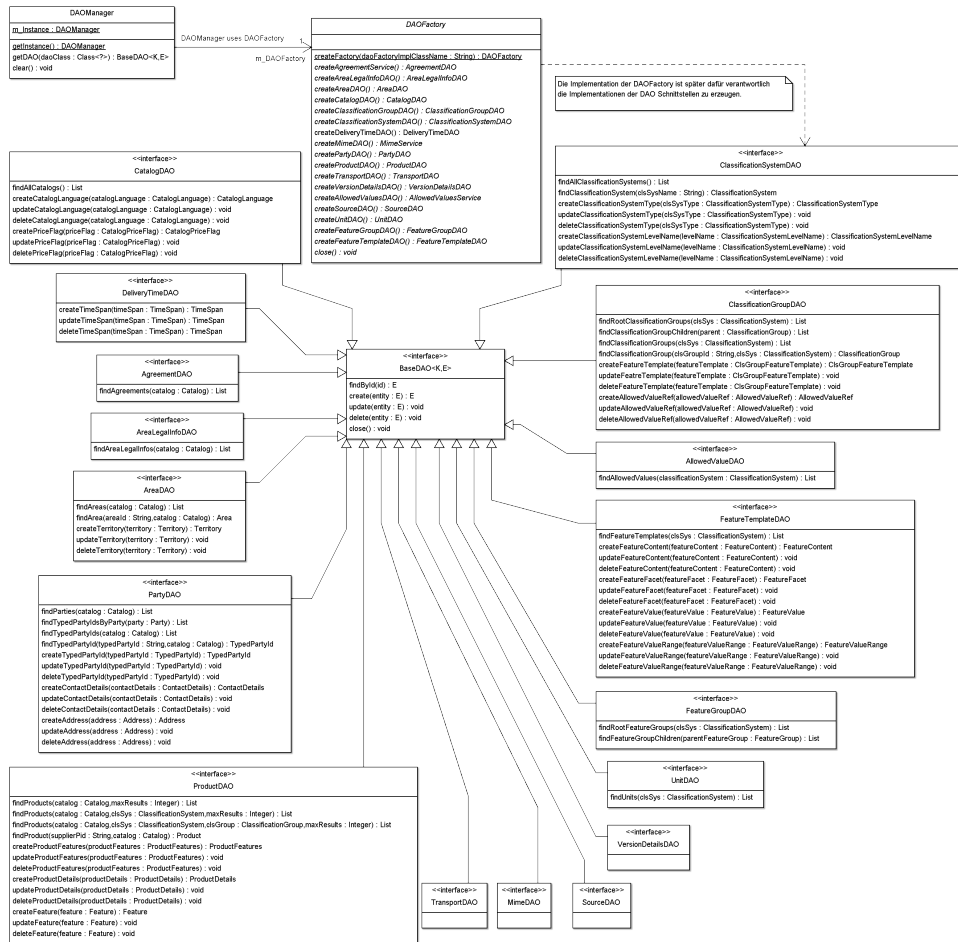 DAOManager
m_Instance : DAOManager
getInstance() : DAOManager
getDAO(daoClass : Class<?>) : BaseDAO<K,E>
clear() : void
DAOManager uses DAOFactory
1
m_DAOFactory
DAOFactory
createFactory(daoFactoryImplClassName : String) : DAOFactory
createAgreementService() : AgreementDAO
createAreaLegalInfoDAO() : AreaLegalInfoDAO
createAreaDAO() : AreaDAO
createCatalogDAO() : CatalogDAO
createClassificationGroupDAO() : ClassificationGroupDAO
createClassificationSystemDAO() : ClassificationSystemDAO
createDeliveryTimeDAO() : DeliveryTimeDAO
createMimeDAO() : MimeService
createPartyDAO() : PartyDAO
createProductDAO() : ProductDAO
createTransportDAO() : TransportDAO
createVersionDetailsDAO() : VersionDetailsDAO
createAllowedValuesDAO() : AllowedValuesService
createSourceDAO() : SourceDAO
createUnitDAO() : UnitDAO
createFeatureGroupDAO() : FeatureGroupDAO
createFeatureTemplateDAO() : FeatureTemplateDAO
close() : void
Die Implementation der DAOFactory ist später dafür verantwortlich
die Implementationen der DAO Schnittstellen zu erzeugen.
<<interface>>
CatalogDAO
findAllCatalogs() : List
createCatalogLanguage(catalogLanguage : CatalogLanguage) : CatalogLanguage
updateCatalogLanguage(catalogLanguage : CatalogLanguage) : void
deleteCatalogLanguage(catalogLanguage : CatalogLanguage) : void
createPriceFlag(priceFlag : CatalogPriceFlag) : CatalogPriceFlag
updatePriceFlag(priceFlag : CatalogPriceFlag) : void
deletePriceFlag(priceFlag : CatalogPriceFlag) : void
<<interface>>
ClassificationSystemDAO
findAllClassificationSystems() : List
findClassificationSystem(clsSysName : String) : ClassificationSystem
createClassificationSystemType(clsSysType : ClassificationSystemType) : ClassificationSystemType
updateClassificationSystemType(clsSysType : ClassificationSystemType) : void
deleteClassificationSystemType(clsSysType : ClassificationSystemType) : void
createClassificationSystemLevelName(levelName : ClassificationSystemLevelName) : ClassificationSystemLevelName
updateClassificationSystemLevelName(levelName : ClassificationSystemLevelName) : void
deleteClassificationSystemLevelName(levelName : ClassificationSystemLevelName) : void
<<interface>>
DeliveryTimeDAO
createTimeSpan(timeSpan : TimeSpan) : TimeSpan
updateTimeSpan(timeSpan : TimeSpan) : TimeSpan
deleteTimeSpan(timeSpan : TimeSpan) : TimeSpan
<<interface>>
ClassificationGroupDAO
findRootClassificationGroups(clsSys : ClassificationSystem) : List
findClassificationGroupChildren(parent : ClassificationGroup) : List
findClassificationGroups(clsSys : ClassificationSystem) : List
findClassificationGroup(clsGroupId : String,clsSys : ClassificationSystem) : ClassificationGroup
createFeatureTemplate(featureTemplate : ClsGroupFeatureTemplate) : ClsGroupFeatureTemplate
updateFeatreTemplate(featureTemplate : ClsGroupFeatureTemplate) : void
deleteFeatureTemplate(featureTemplate : ClsGroupFeatureTemplate) : void
createAllowedValueRef(allowedValueRef : AllowedValueRef) : AllowedValueRef
updateAllowedValueRef(allowedValueRef : AllowedValueRef) : void
deleteAllowedValueRef(allowedValueRef : AllowedValueRef) : void
<<interface>>
BaseDAO<K,E>
findById(id) : E
create(entity : E) : E
update(entity : E) : void
delete(entity : E) : void
close() : void
<<interface>>
AgreementDAO
findAgreements(catalog : Catalog) : List
<<interface>>
AreaLegalInfoDAO
findAreaLegalInfos(catalog : Catalog) : List
<<interface>>
AllowedValueDAO
findAllowedValues(classificationSystem : ClassificationSystem) : List
<<interface>>
AreaDAO
findAreas(catalog : Catalog) : List
findArea(areaId : String,catalog : Catalog) : Area
createTerritory(territory : Territory) : Territory
updateTerritory(territory : Territory) : void
deleteTerritory(territory : Territory) : void
<<interface>>
FeatureTemplateDAO
findFeatureTemplates(clsSys : ClassificationSystem) : List
createFeatureContent(featureContent : FeatureContent) : FeatureContent
updateFeatureContent(featureContent : FeatureContent) : void
deleteFeatureContent(featureContent : FeatureContent) : void
createFeatureFacet(featureFacet : FeatureFacet) : FeatureFacet
updateFeatureFacet(featureFacet : FeatureFacet) : void
deleteFeatureFacet(featureFacet : FeatureFacet) : void
createFeatureValue(featureValue : FeatureValue) : FeatureValue
updateFeatureValue(featureValue : FeatureValue) : void
deleteFeatureValue(featureValue : FeatureValue) : void
createFeatureValueRange(featureValueRange : FeatureValueRange) : FeatureValueRange
updateFeatureValueRange(featureValueRange : FeatureValueRange) : void
deleteFeatureValueRange(featureValueRange : FeatureValueRange) : void
<<interface>>
PartyDAO
findParties(catalog : Catalog) : List
findTypedPartyIdsByParty(party : Party) : List
findTypedPartyIds(catalog : Catalog) : List
findTypedPartyId(typedPartyId : String,catalog : Catalog) : TypedPartyId
createTypedPartyId(typedPartyId : TypedPartyId) : TypedPartyId
updateTypedPartyId(typedPartyId : TypedPartyId) : void
deleteTypedPartyId(typedPartyId : TypedPartyId) : void
createContactDetails(contactDetails : ContactDetails) : ContactDetails
updateContactDetails(contactDetails : ContactDetails) : void
deleteContactDetails(contactDetails : ContactDetails) : void
createAddress(address : Address) : Address
updateAddress(address : Address) : void
deleteAddress(address : Address) : void
<<interface>>
FeatureGroupDAO
findRootFeatureGroups(clsSys : ClassificationSystem) : List
findFeatureGroupChildren(parentFeatureGroup : FeatureGroup) : List
<<interface>>
UnitDAO
findUnits(clsSys : ClassificationSystem) : List
<<interface>>
ProductDAO
findProducts(catalog : Catalog,maxResults : Integer) : List
findProducts(catalog : Catalog,clsSys : ClassificationSystem,maxResults : Integer) : List
findProducts(catalog : Catalog,clsSys : ClassificationSystem,clsGroup : ClassificationGroup,maxResults : Integer) : List
findProduct(supplierPid : String,catalog : Catalog) : Product
createProductFeatures(productFeatures : ProductFeatures) : ProductFeatures
updateProductFeatures(productFeatures : ProductFeatures) : void
deleteProductFeatures(productFeatures : ProductFeatures) : void
createProductDetails(productDetails : ProductDetails) : ProductDetails
updateProductDetails(productDetails : ProductDetails) : void
deleteProductDetails(productDetails : ProductDetails) : void
createFeature(feature : Feature) : Feature
updateFeature(feature : Feature) : void
deleteFeature(feature : Feature) : void
<<interface>>
VersionDetailsDAO
<<interface>>
TransportDAO
<<interface>>
MimeDAO
<<interface>>
SourceDAO